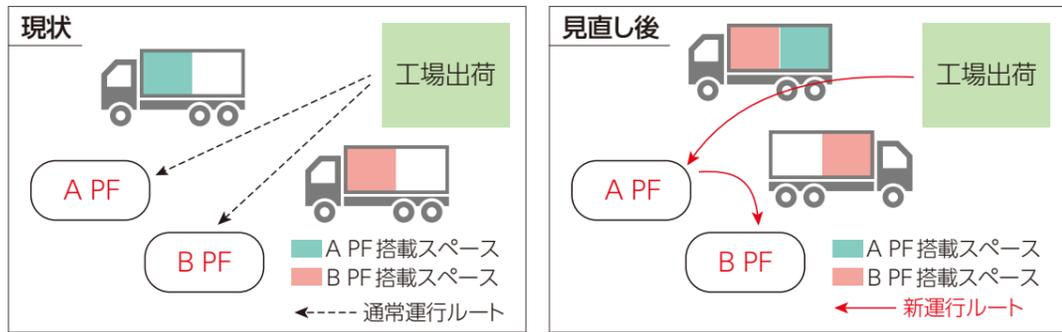 現状
工場出荷
A PF
B PF
A PF 搭載スペース
B PF 搭載スペース
通常運行ルート
見直し後
工場出荷
A PF
B PF
A PF 搭載スペース
B PF 搭載スペース
新運行ルート